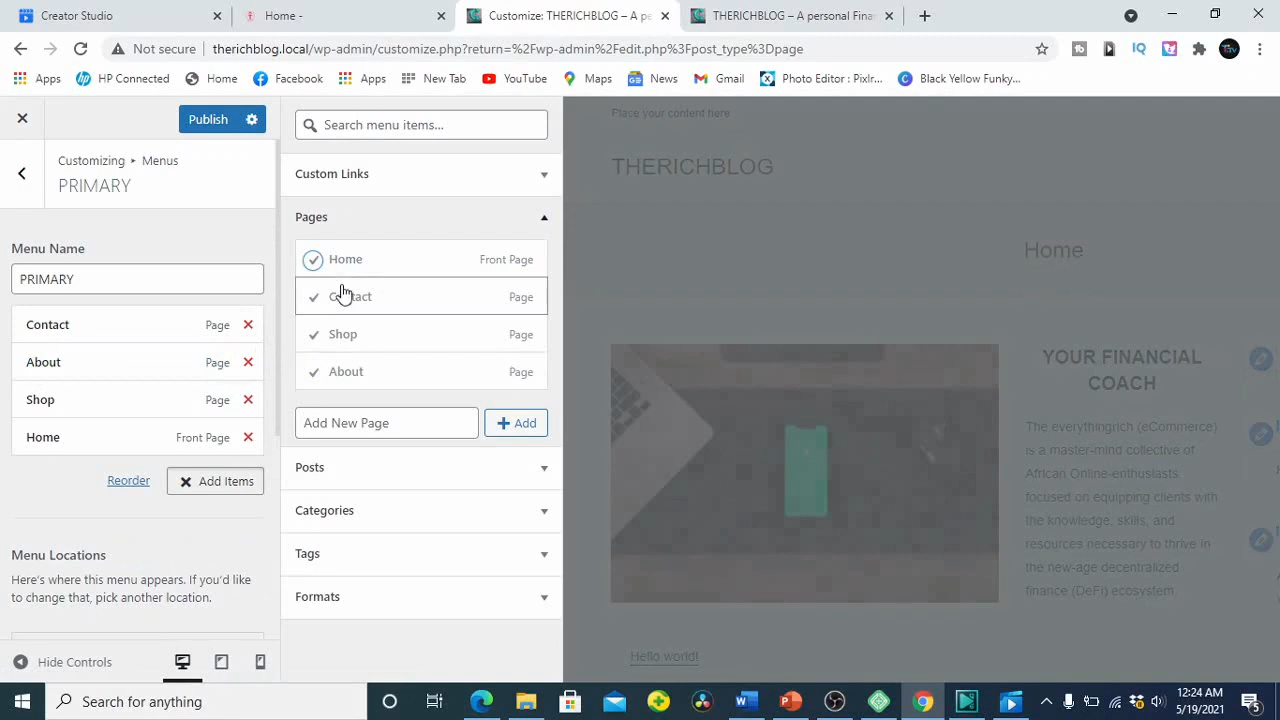 Creator Studio
Home -
Customize: THERICHBLOG – A pe
THERICHBLOG – A personal Finan
Not secure
therichblog.local/wp-admin/customize.php?return=%2Fwp-admin%2Fedit.php%3Fpost_type%3Dpage
IQ
Apps
HP Connected
Home
Facebook
Apps
New Tab
YouTube
Maps
News
Gmail
Photo Editor : Pixlr...
Black Yellow Funky...
Publish
Customizing ▸ Menus
PRIMARY
Menu Name
PRIMARY
Contact Page
About Page
Shop Page
Home Front Page
Reorder
Add Items
Menu Locations
Here's where this menu appears. If you'd like
to change that, pick another location.
Hide Controls
Search menu items...
Custom Links
Pages
Home Front Page
Contact Page
Shop Page
About Page
Add New Page
Add
Posts
Categories
Tags
Formats
Place your content here
THERICHBLOG
Home
YOUR FINANCIAL
COACH
The everythingrich (eCommerce)
is a master-mind collective of
African Online-enthusiasts
focused on equipping clients with
the knowledge, skills, and
resources necessary to thrive in
the new-age decentralized
finance (DeFi) ecosystem,
Hello world!
Search for anything
12:24 AM
5/19/2021
5